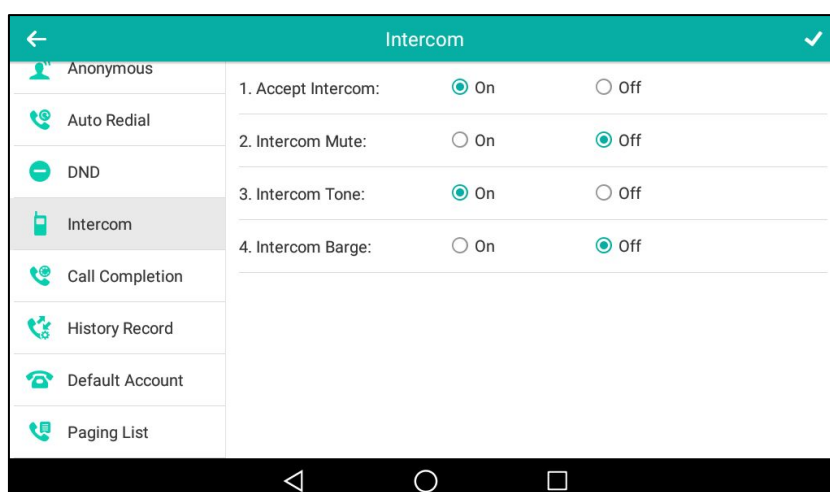 Intercom
Anonymous
Auto Redial
DND
Intercom
Call Completion
History Record
Default Account
Paging List
1. Accept Intercom: On Off
2. Intercom Mute: On Off
3. Intercom Tone: On Off
4. Intercom Barge: On Off